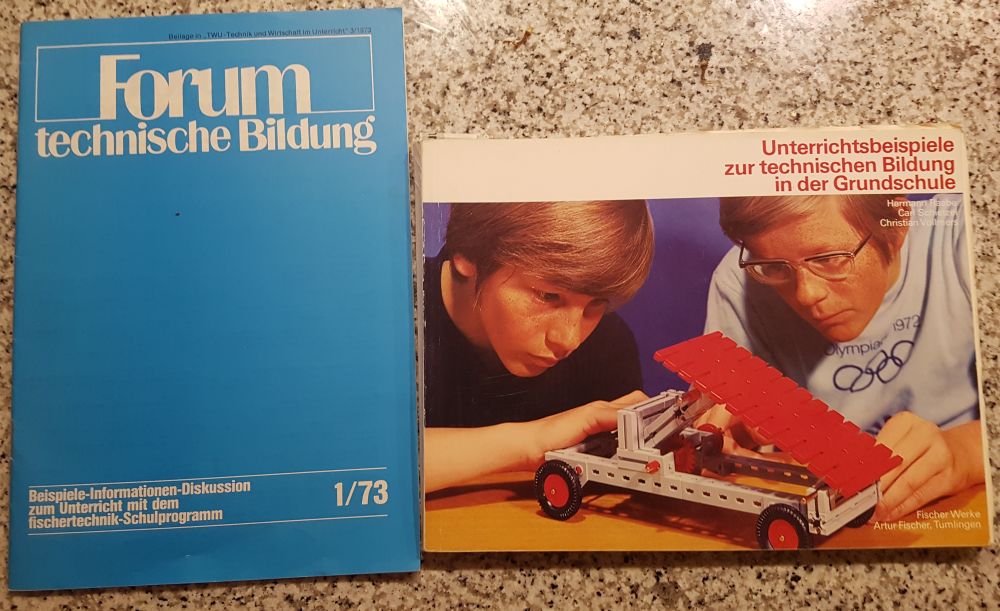 Beilage in „TWU-Technik und Wirtschaft im Unterricht" 3/1973
Forum
technische Bildung
Beispiele-Informationen-Diskussion
zum Unterricht mit dem
fischertechnik-Schulprogramm
1/73
Unterrichtsbeispiele
zur technischen Bildung
in der Grundschule
Hermann
Carl
Christian Vollmers
1972
Olympia
Fischer Werke
Artur Fischer, Tumlingen